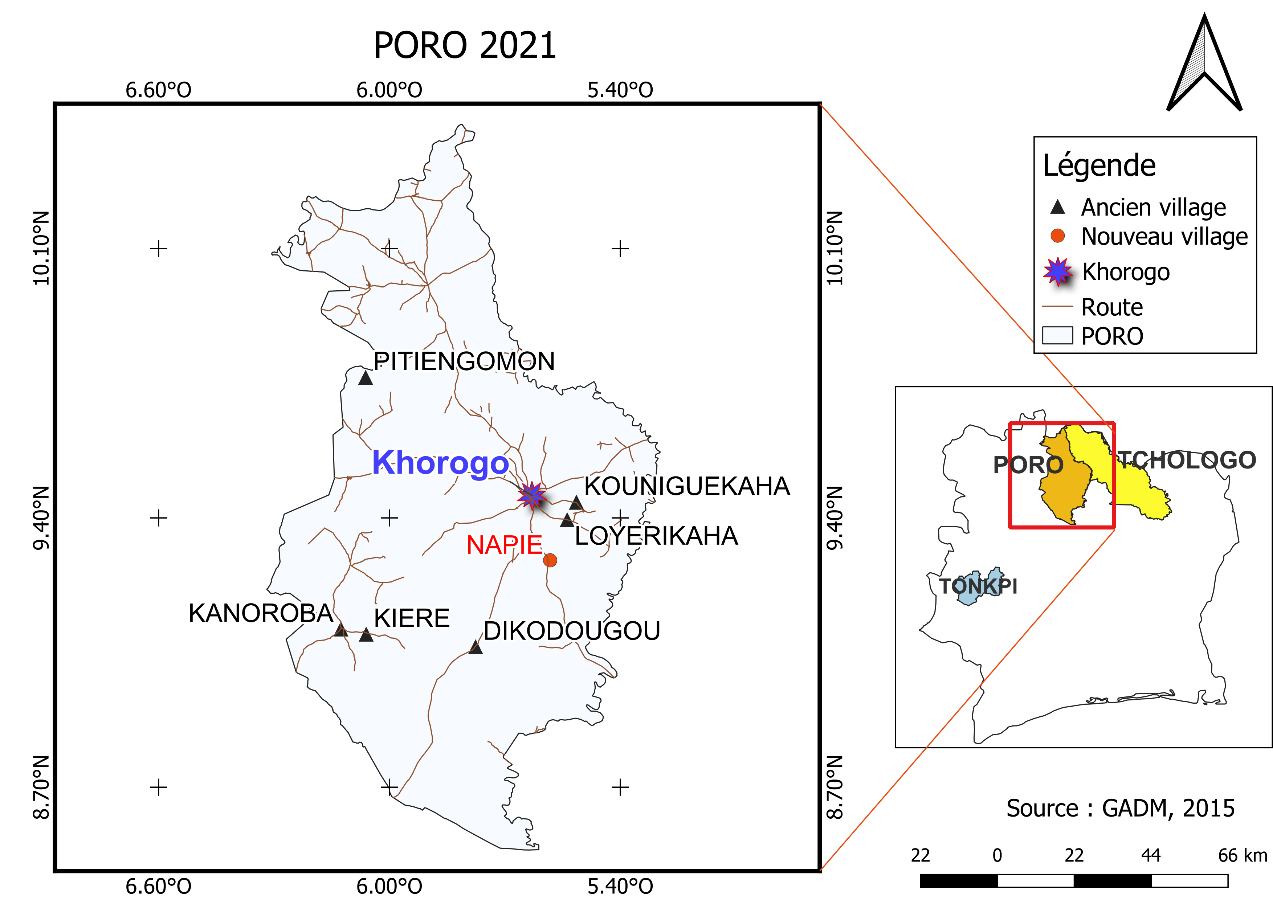 PORO 2021
6.60°O 6.00°O 5.40°O
10.10°N
9.40°N
8.70°N
PITIENGOMON
Khorogo
KOUNIGUEKAHA
LOYERIKAHA
NAPIE
KANOROBA
KIERE
DIKODOUGOU
10.10°N
9.40°N
8.70°N
6.60°O 6.00°O 5.40°O
Légende
Ancien village
Nouveau village
Khorogo
Route
PORO
PORO
TCHOLOGO
TONKPI
Source : GADM, 2015
22 0 22 44 66 km